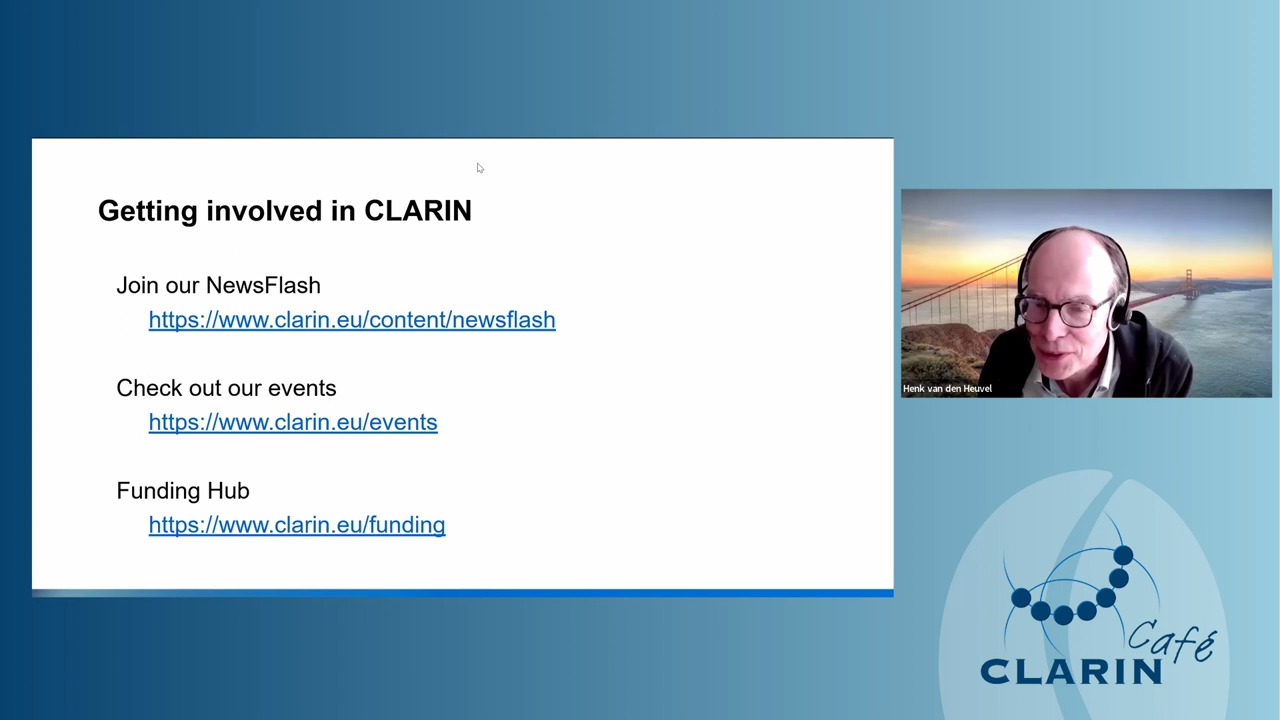 Getting involved in CLARIN
Join our NewsFlash
https://www.clarin.eu/content/newsflash
Check out our events
https://www.clarin.eu/events
Funding Hub
https://www.clarin.eu/funding
Henk van den Heuvel
Café
CLARIN